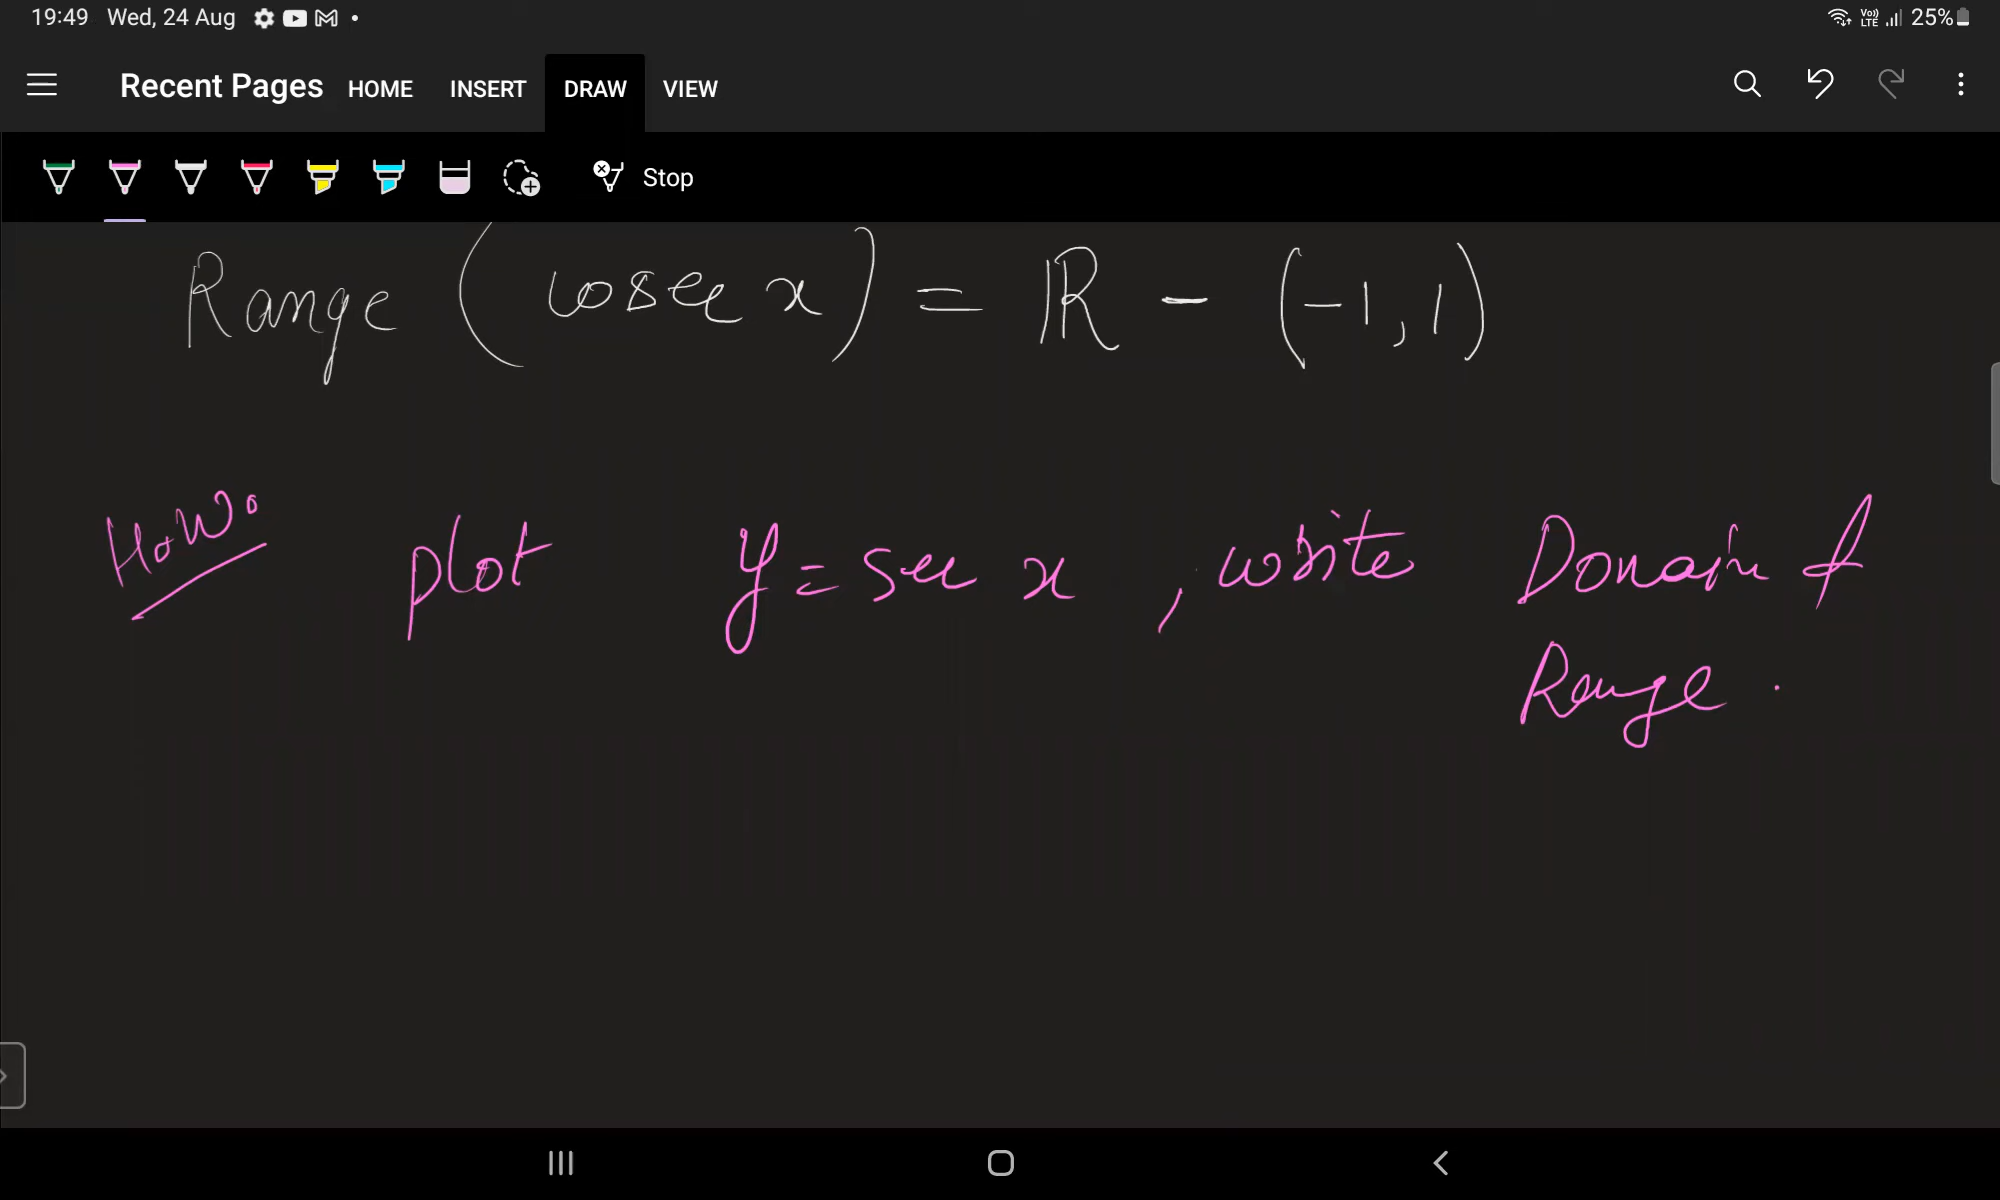 19:49 Wed, 24 Aug 25%
Recent Pages HOME INSERT DRAW VIEW
Stop
Range (cosec x) = ℝ - (-1, 1)
H.W. plot y = sec x , write Domain &
Range .